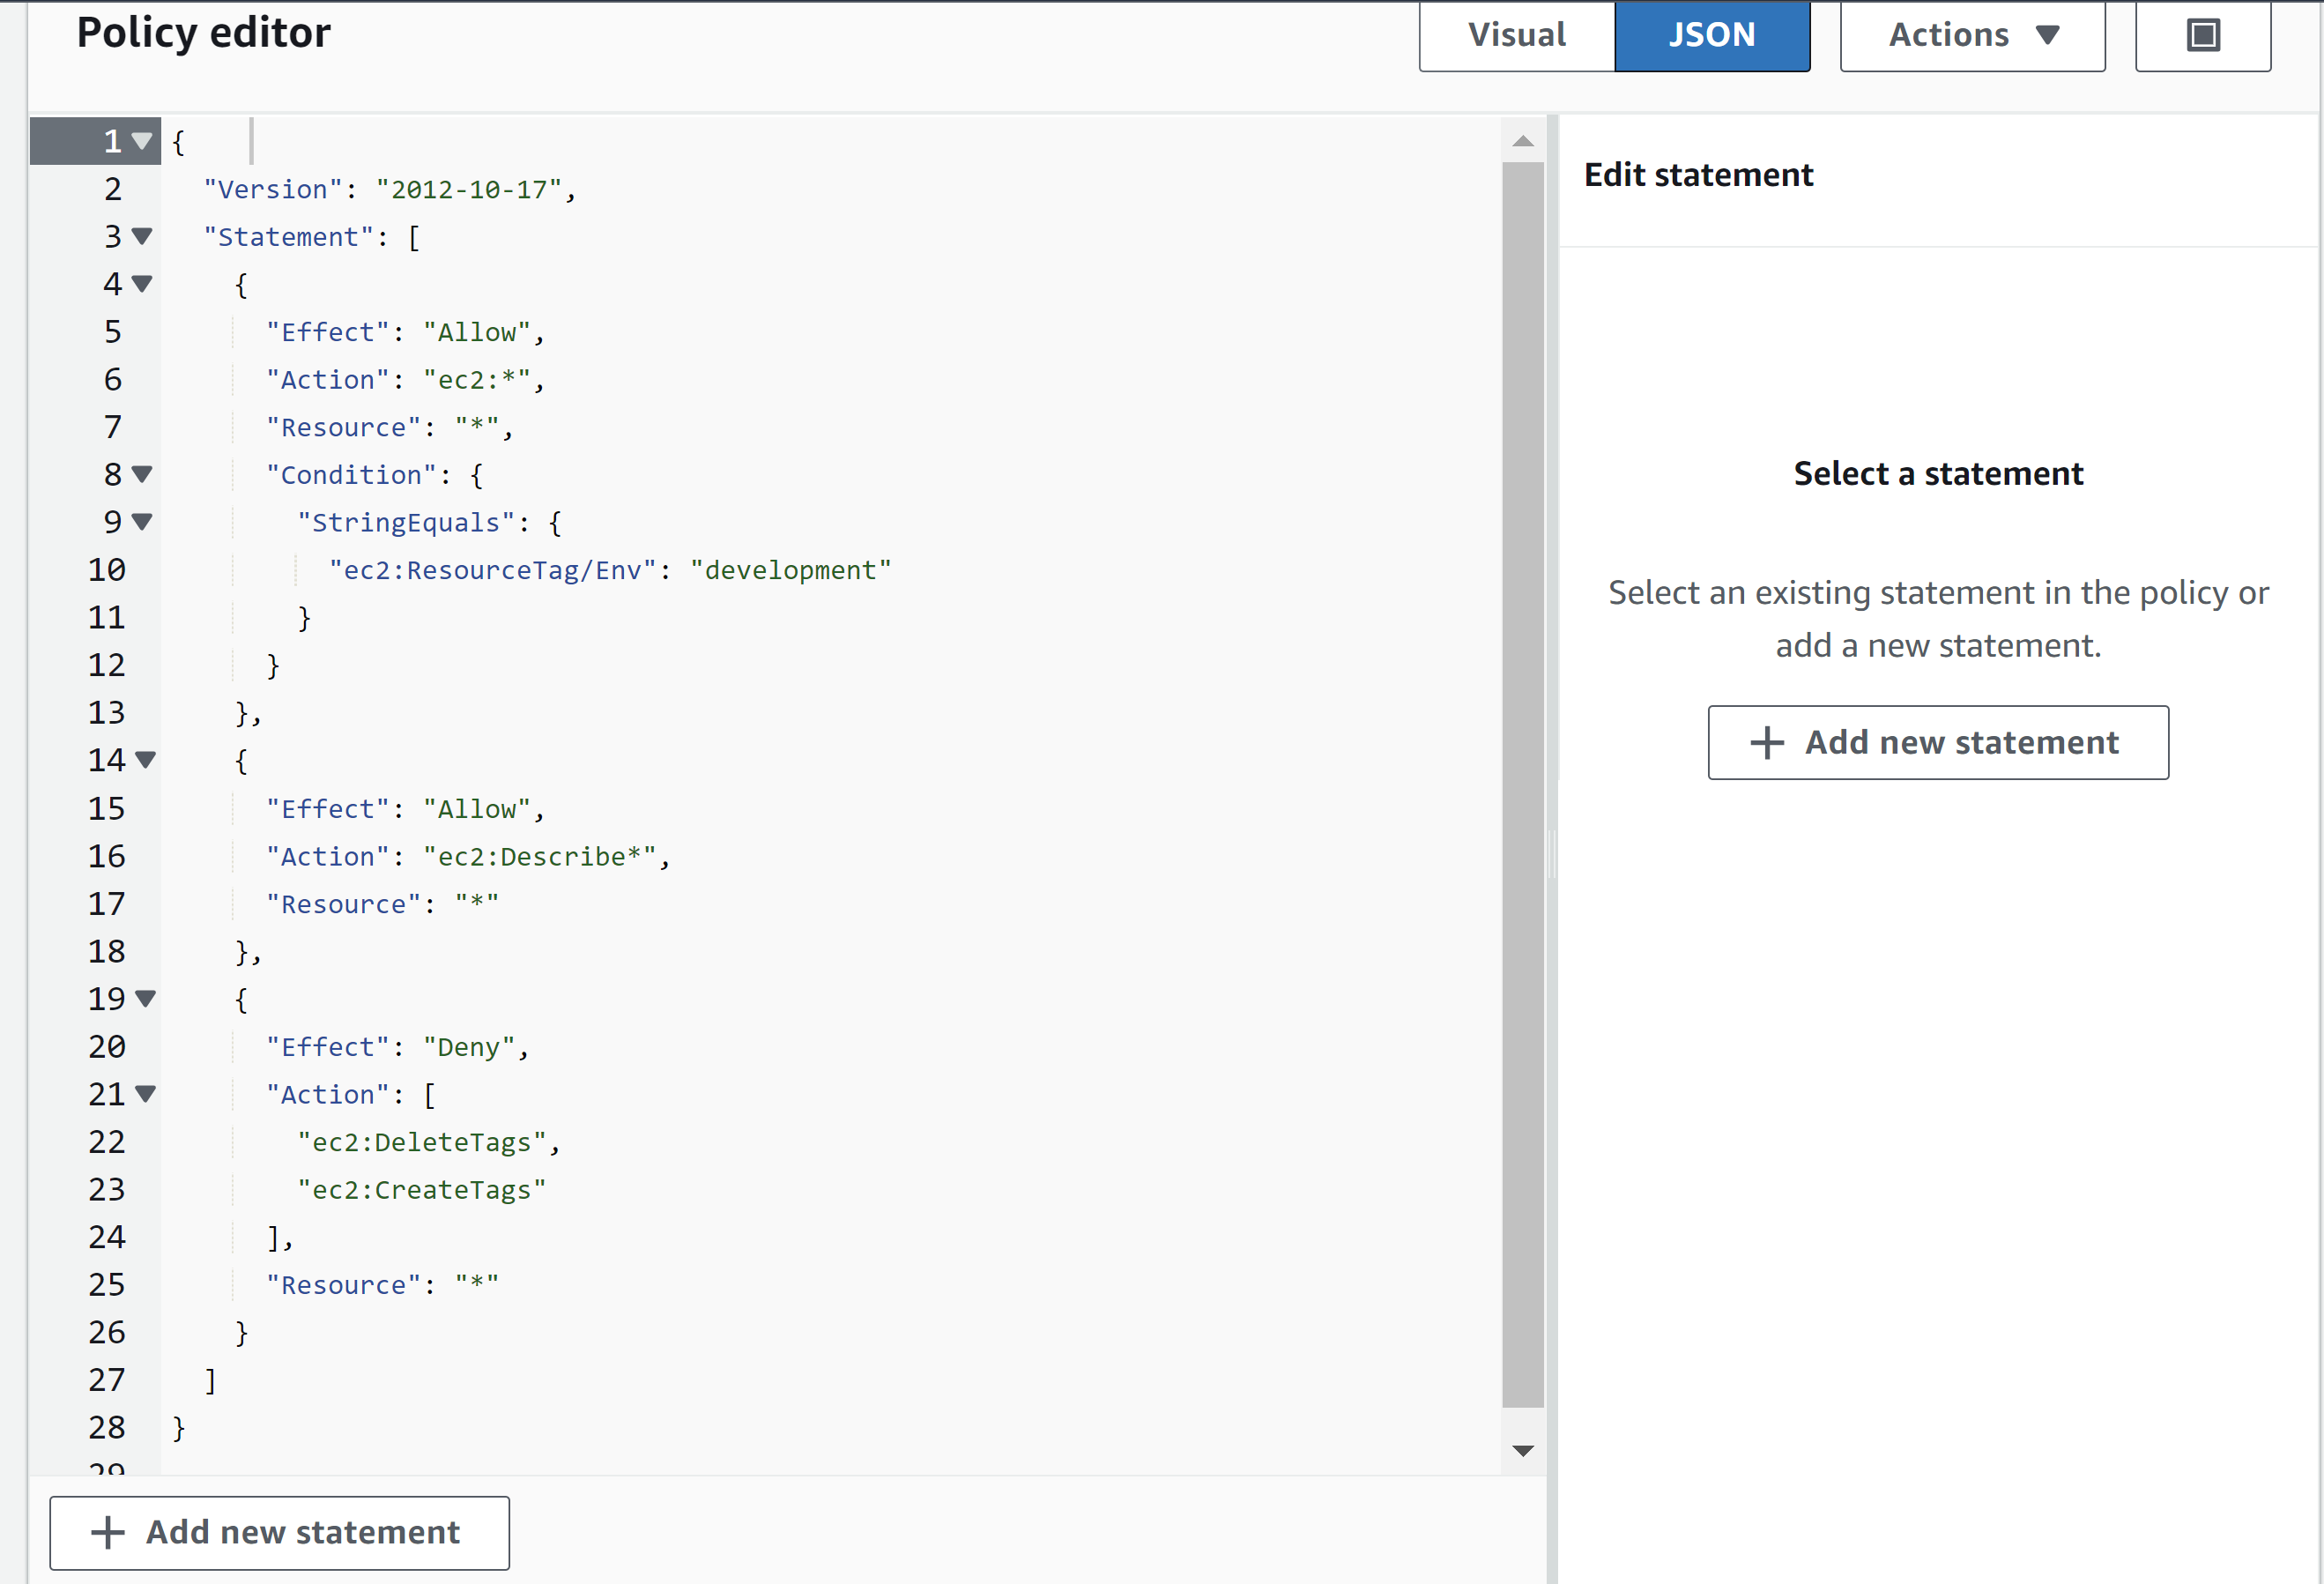 Policy editor
Visual
JSON
Actions
1 {
2 "Version": "2012-10-17",
3 "Statement": [
4 {
5 "Effect": "Allow",
6 "Action": "ec2:*",
7 "Resource": "*",
8 "Condition": {
9 "StringEquals": {
10 "ec2:ResourceTag/Env": "development"
11 }
12 }
13 },
14 {
15 "Effect": "Allow",
16 "Action": "ec2:Describe*",
17 "Resource": "*"
18 },
19 {
20 "Effect": "Deny",
21 "Action": [
22 "ec2:DeleteTags",
23 "ec2:CreateTags"
24 ],
25 "Resource": "*"
26 }
27 ]
28 }
29
+ Add new statement
Edit statement
Select a statement
Select an existing statement in the policy or
add a new statement.
+ Add new statement